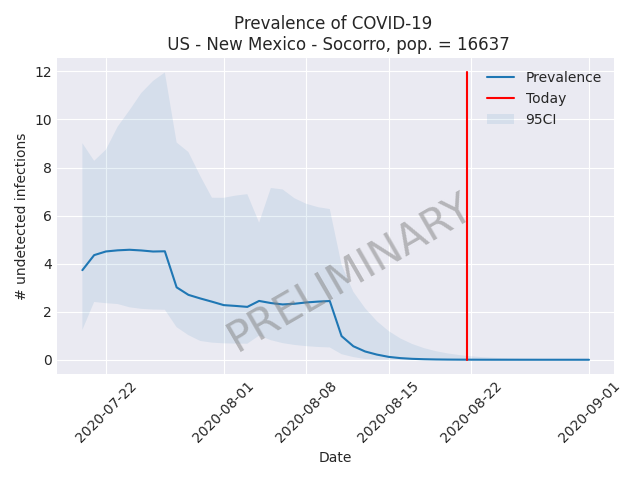 Prevalence of COVID-19
US - New Mexico - Socorro, pop. = 16637
12
10
8
6
4
2
0
# undetected infections
Prevalence
Today
95CI
PRELIMINARY
2020-07-22
2020-08-01
2020-08-08
2020-08-15
2020-08-22
2020-09-01
Date